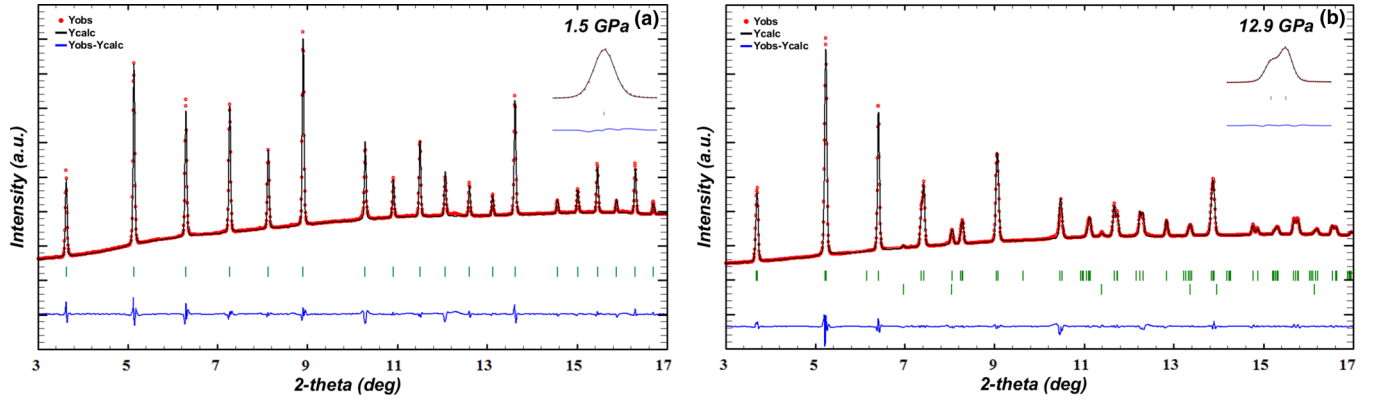 Yobs
Ycalc
Yobs-Ycalc
1.5 GPa
(a)
Intensity (a.u.)
3 5 7 9 11 13 15 17
2-theta (deg)
Yobs
Ycalc
Yobs-Ycalc
12.9 GPa
(b)
Intensity (a.u.)
3 5 7 9 11 13 15 17
2-theta (deg)